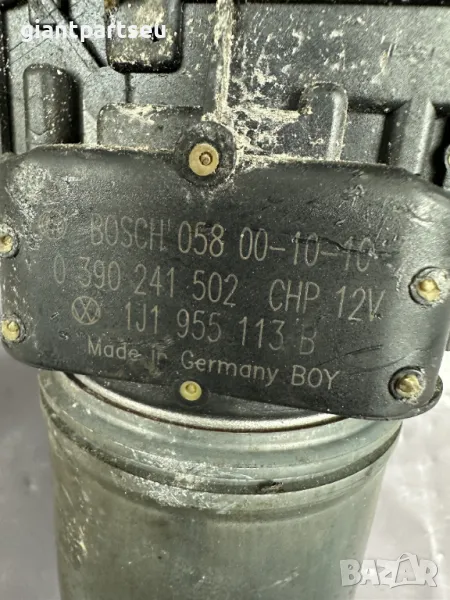 giantpartseu
BOSCH 058 00-10-10
0 390 241 502 CHP 12V
1J1 955 113 B
Made in Germany BOY
BAZAR